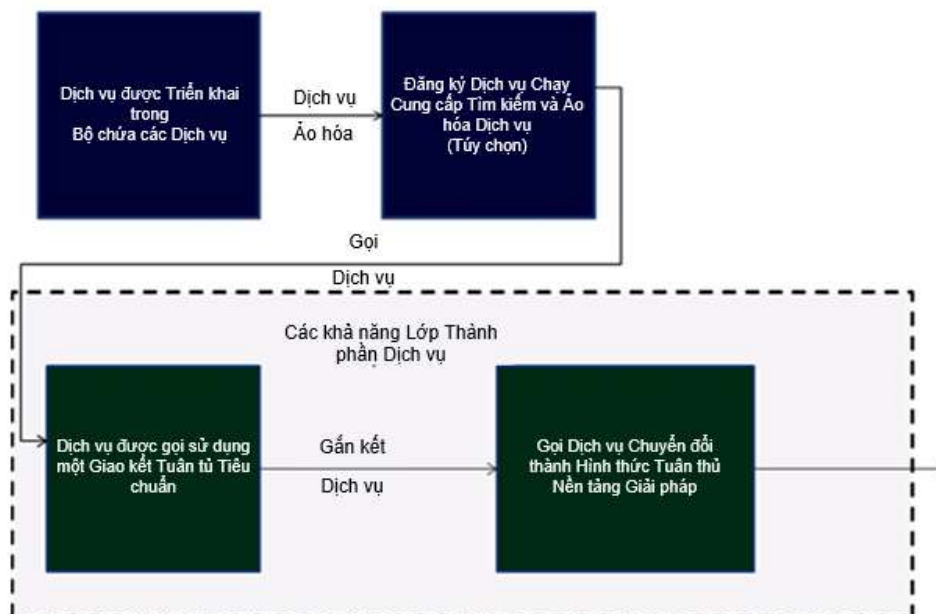 Dịch vụ được Triển khai
trong
Bộ chứa các Dịch vụ
Dịch vụ
Ảo hóa
Đăng ký Dịch vụ Chạy
Cung cấp Tìm kiếm và Ảo
hóa Dịch vụ
(Túy chọn)
Gọi
Dịch vụ
Các khả năng Lớp Thành
phần Dịch vụ
Dịch vụ được gọi sử dụng
một Giao kết Tuân tủ Tiêu
chuẩn
Gắn kết
Dịch vụ
Gọi Dịch vụ Chuyển đổi
thành Hình thức Tuân thủ
Nền tảng Giải pháp